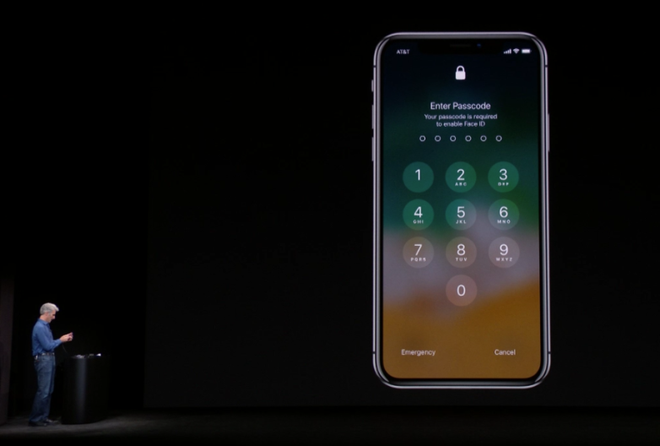 AT&T
Enter Passcode
Your passcode is required
to enable Face ID
1
2
ABC
3
DEF
4
GHI
5
JKL
6
MNO
7
PQRS
8
TUV
9
WXYZ
0
Emergency
Cancel